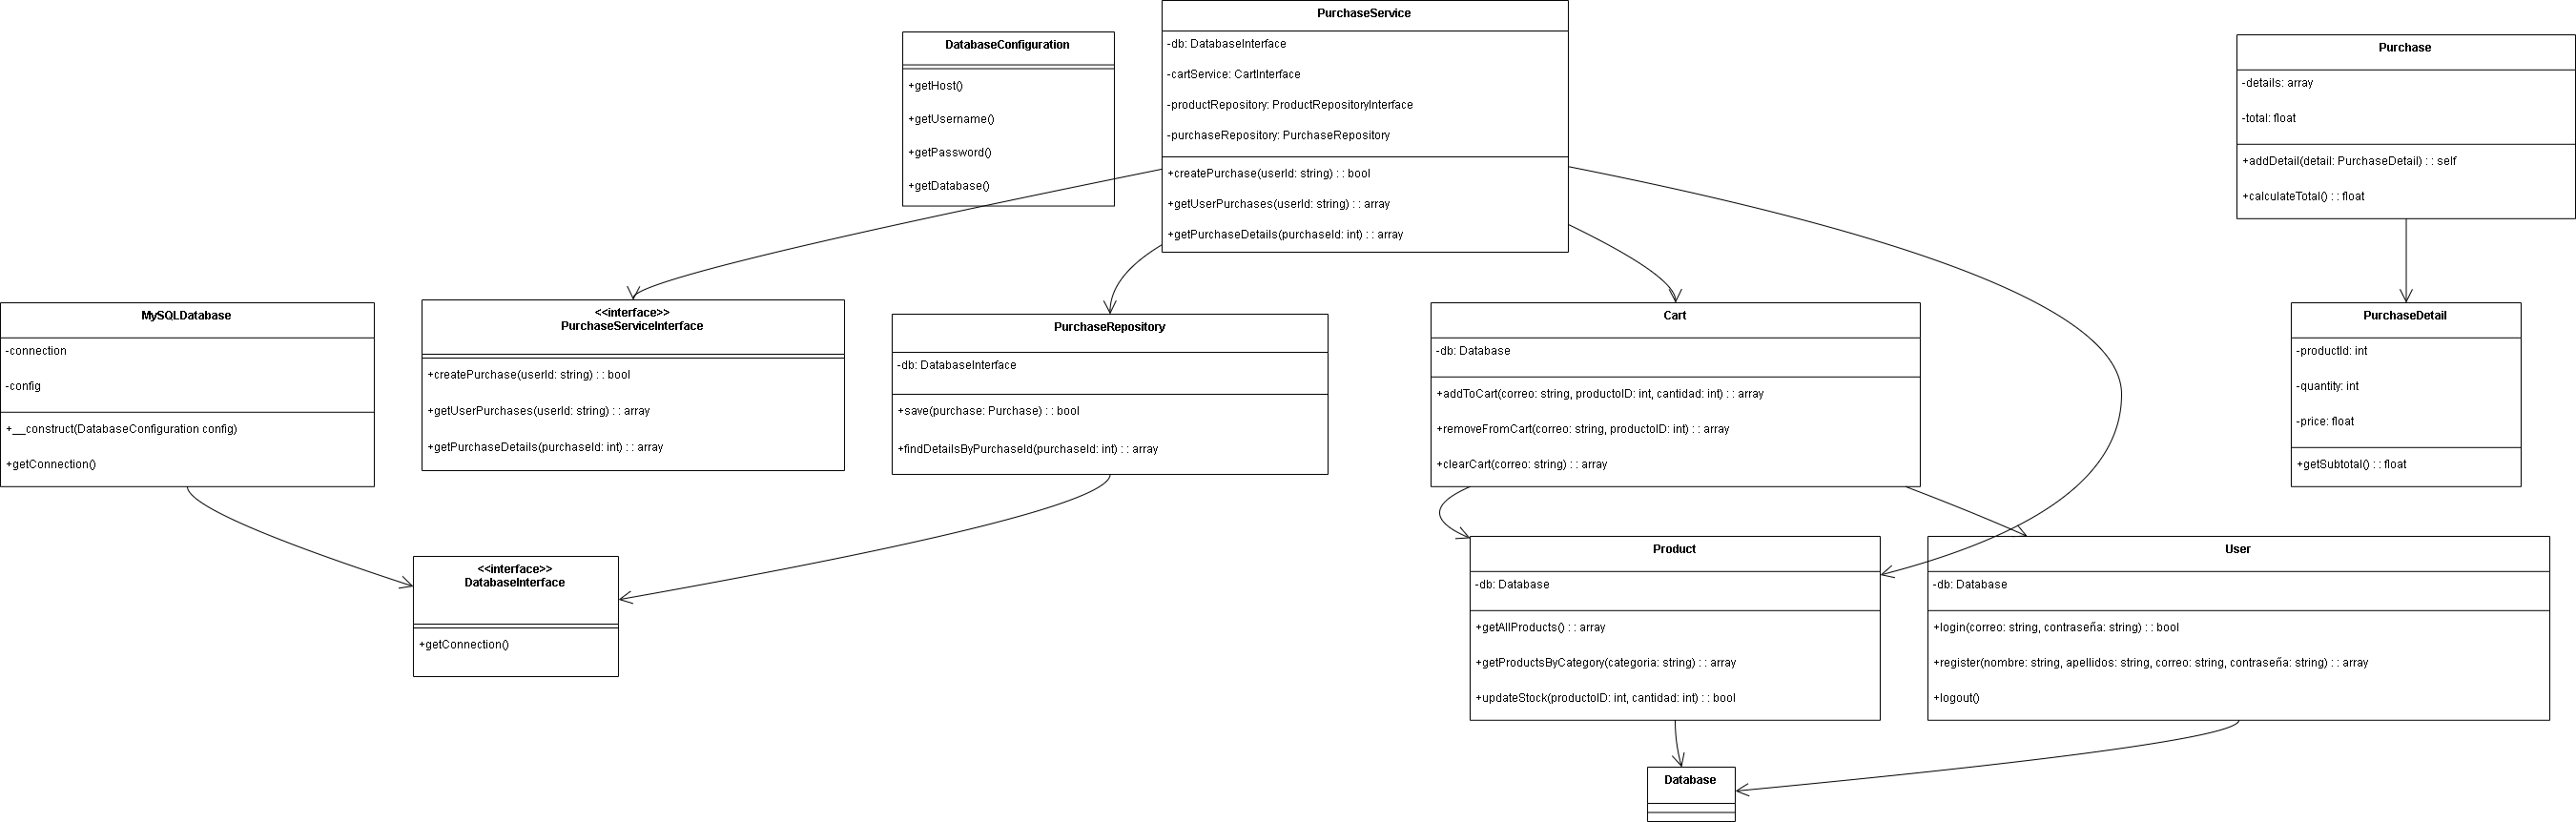 PurchaseService
-db: DatabaseInterface
-cartService: CartInterface
-productRepository: ProductRepositoryInterface
-purchaseRepository: PurchaseRepository
+createPurchase(userId: string) : : bool
+getUserPurchases(userId: string) : : array
+getPurchaseDetails(purchaseId: int) : : array
DatabaseConfiguration
+getHost()
+getUsername()
+getPassword()
+getDatabase()
Purchase
-details: array
-total: float
+addDetail(detail: PurchaseDetail) : : self
+calculateTotal() : : float
MySQLDatabase
-connection
-config
+__construct(DatabaseConfiguration config)
+getConnection()
<<interface>>
PurchaseServiceInterface
+createPurchase(userId: string) : : bool
+getUserPurchases(userId: string) : : array
+getPurchaseDetails(purchaseId: int) : : array
PurchaseRepository
-db: DatabaseInterface
+save(purchase: Purchase) : : bool
+findDetailsByPurchaseId(purchaseId: int) : : array
Cart
-db: Database
+addToCart(correo: string, productoID: int, cantidad: int) : : array
+removeFromCart(correo: string, productoID: int) : : array
+clearCart(correo: string) : : array
PurchaseDetail
-productId: int
-quantity: int
-price: float
+getSubtotal() : : float
<<interface>>
DatabaseInterface
+getConnection()
Product
-db: Database
+getAllProducts() : : array
+getProductsByCategory(categoria: string) : : array
+updateStock(productoID: int, cantidad: int) : : bool
User
-db: Database
+login(correo: string, contraseña: string) : : bool
+register(nombre: string, apellidos: string, correo: string, contraseña: string) : : array
+logout()
Database